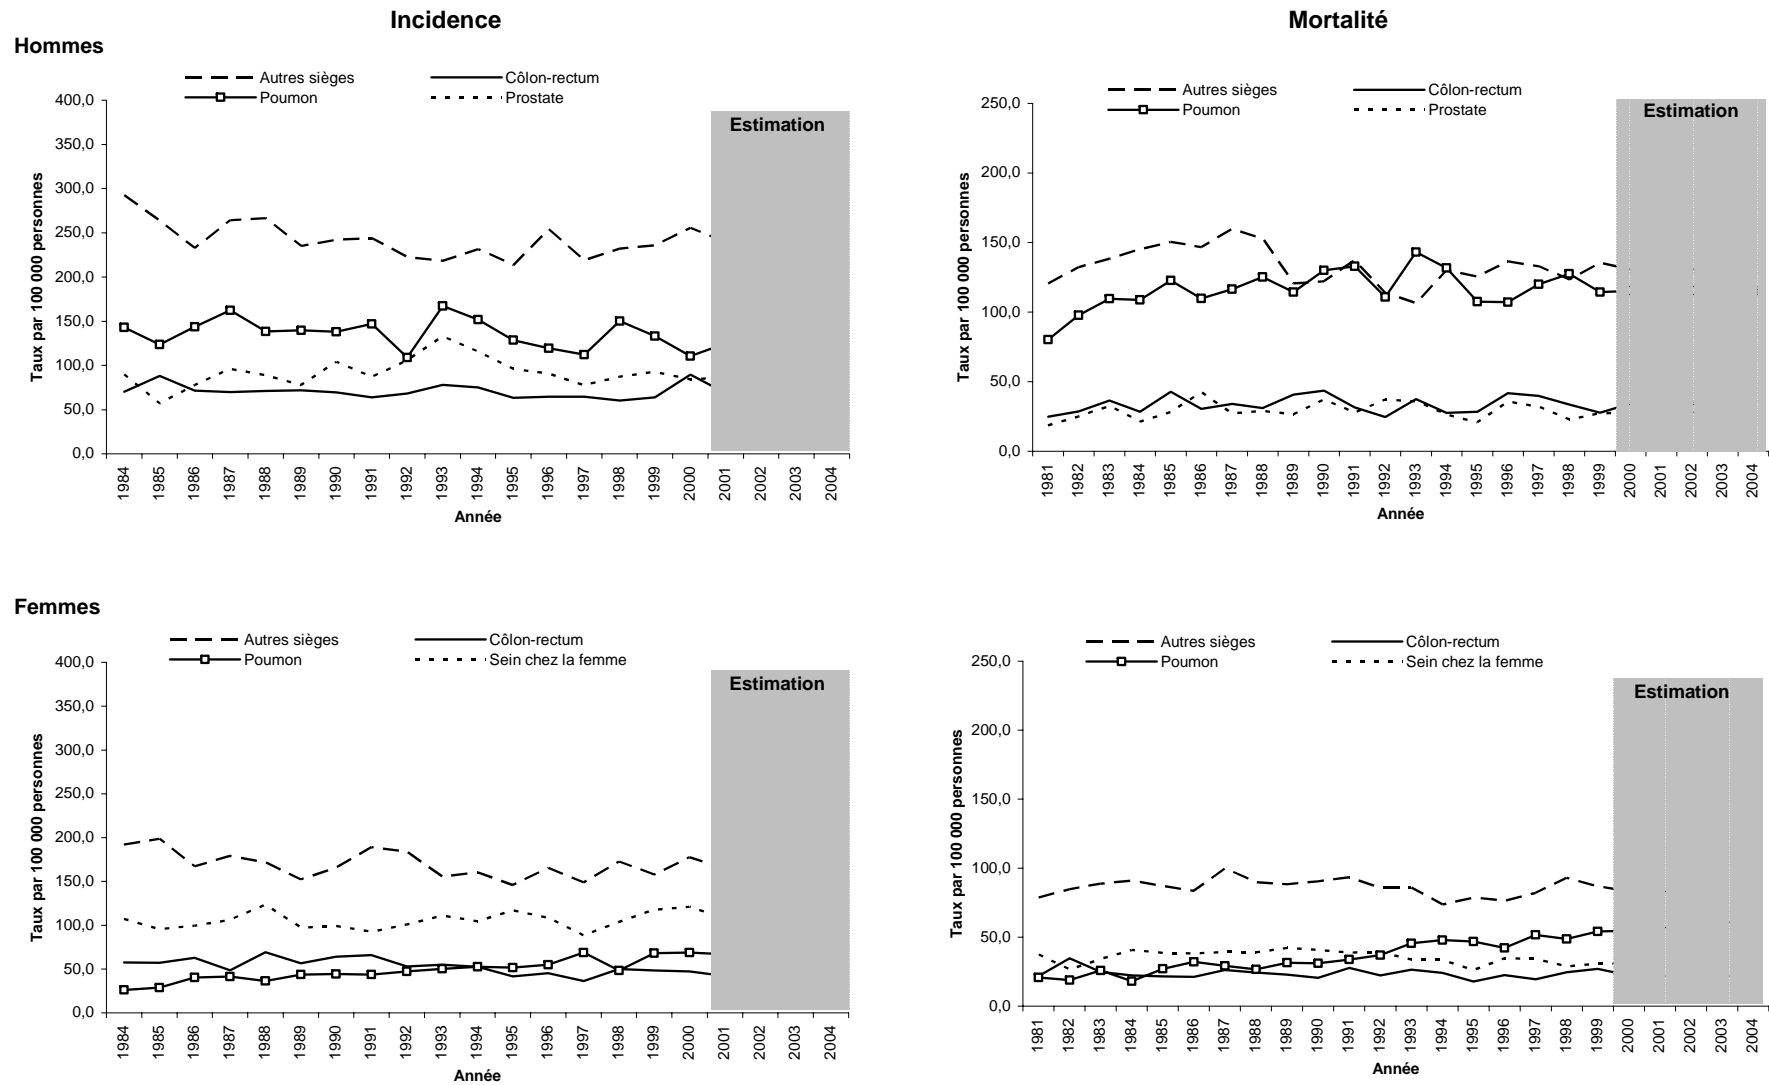 Incidence
Mortalité
Hommes
Autres sièges
Côlon-rectum
Poumon
Prostate
Taux par 100 000 personnes
400,0
350,0
300,0
250,0
200,0
150,0
100,0
50,0
0,0
Estimation
1984 1985 1986 1987 1988 1989 1990 1991 1992 1993 1994 1995 1996 1997 1998 1999 2000 2001 2002 2003 2004
Année
Autres sièges
Côlon-rectum
Poumon
Prostate
Taux par 100 000 personnes
250,0
200,0
150,0
100,0
50,0
0,0
Estimation
1981 1982 1983 1984 1985 1986 1987 1988 1989 1990 1991 1992 1993 1994 1995 1996 1997 1998 1999 2000 2001 2002 2003 2004
Année
Femmes
Autres sièges
Côlon-rectum
Poumon
Sein chez la femme
Taux par 100 000 personnes
400,0
350,0
300,0
250,0
200,0
150,0
100,0
50,0
0,0
Estimation
1984 1985 1986 1987 1988 1989 1990 1991 1992 1993 1994 1995 1996 1997 1998 1999 2000 2001 2002 2003 2004
Année
Autres sièges
Côlon-rectum
Poumon
Sein chez la femme
Taux par 100 000 personnes
250,0
200,0
150,0
100,0
50,0
0,0
Estimation
1981 1982 1983 1984 1985 1986 1987 1988 1989 1990 1991 1992 1993 1994 1995 1996 1997 1998 1999 2000 2001 2002 2003 2004
Année